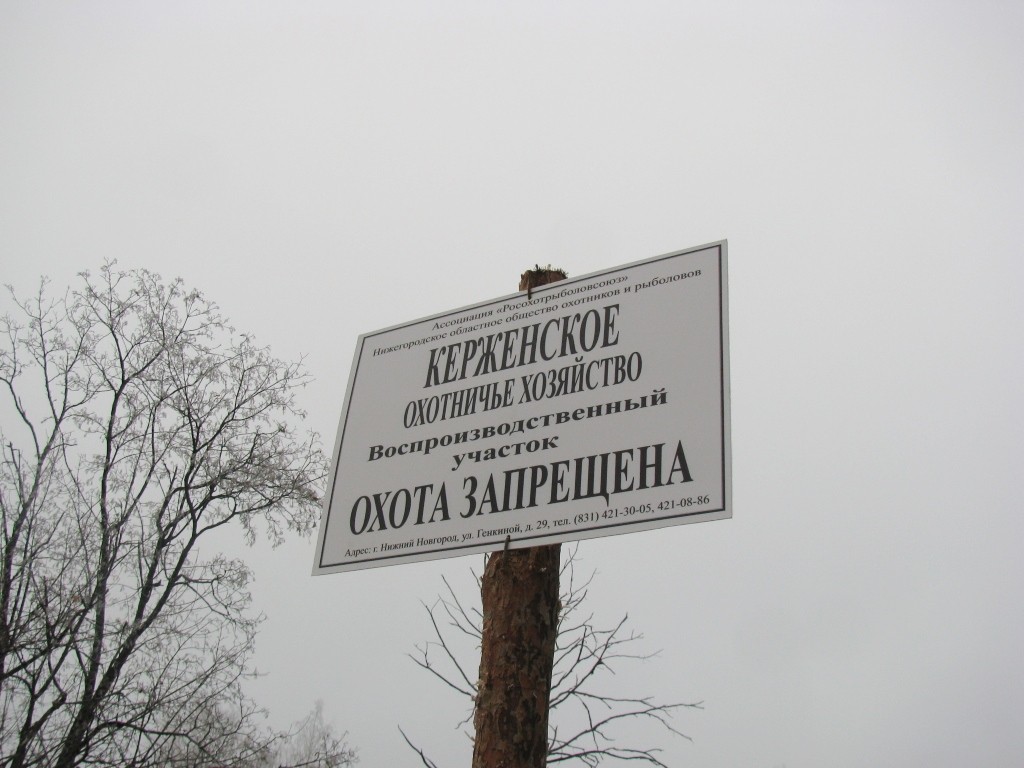 Ассоциация «Росохотрыболовсоюз»
Нижегородское областное общество охотников и рыболовов
КЕРЖЕНСКОЕ
ОХОТНИЧЬЕ ХОЗЯЙСТВО
Воспроизводственный
участок
ОХОТА ЗАПРЕЩЕНА
Адрес: г. Нижний Новгород, ул. Генкиной, д. 29, тел. (831) 421-30-05, 421-08-86